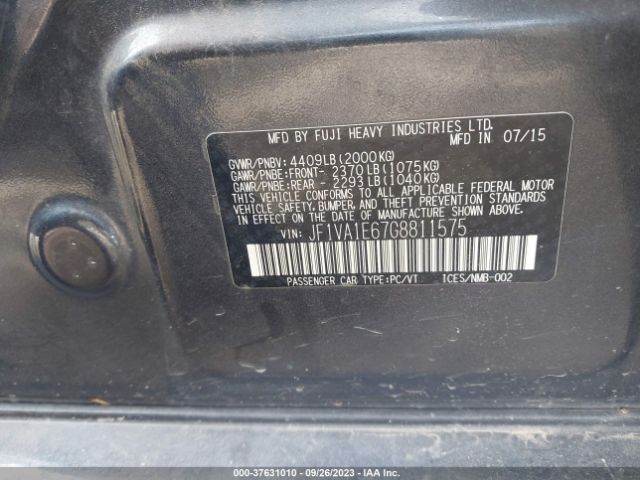 MFD BY FUJI HEAVY INDUSTRIES LTD.
MFD IN 07/15
GVWR/PNBV: 4409LB(2000KG)
GAWR/PNBE:FRONT- 2370LB(1075KG)
GAWR/PNBE:REAR - 2293LB(1040KG)
THIS VEHICLE CONFORMS TO ALL APPLICABLE FEDERAL MOTOR
VEHICLE SAFETY,BUMPER, AND THEFT PREVENTION STANDARDS
IN EFFECT ON THE DATE OF MANUFACTURE SHOWN ABOVE.
VIN: JF1VA1E67G8811575
PASSENGER CAR TYPE:PC/VT ICES/NMB-002
000-37631010 - 09/26/2023 - IAA Inc.